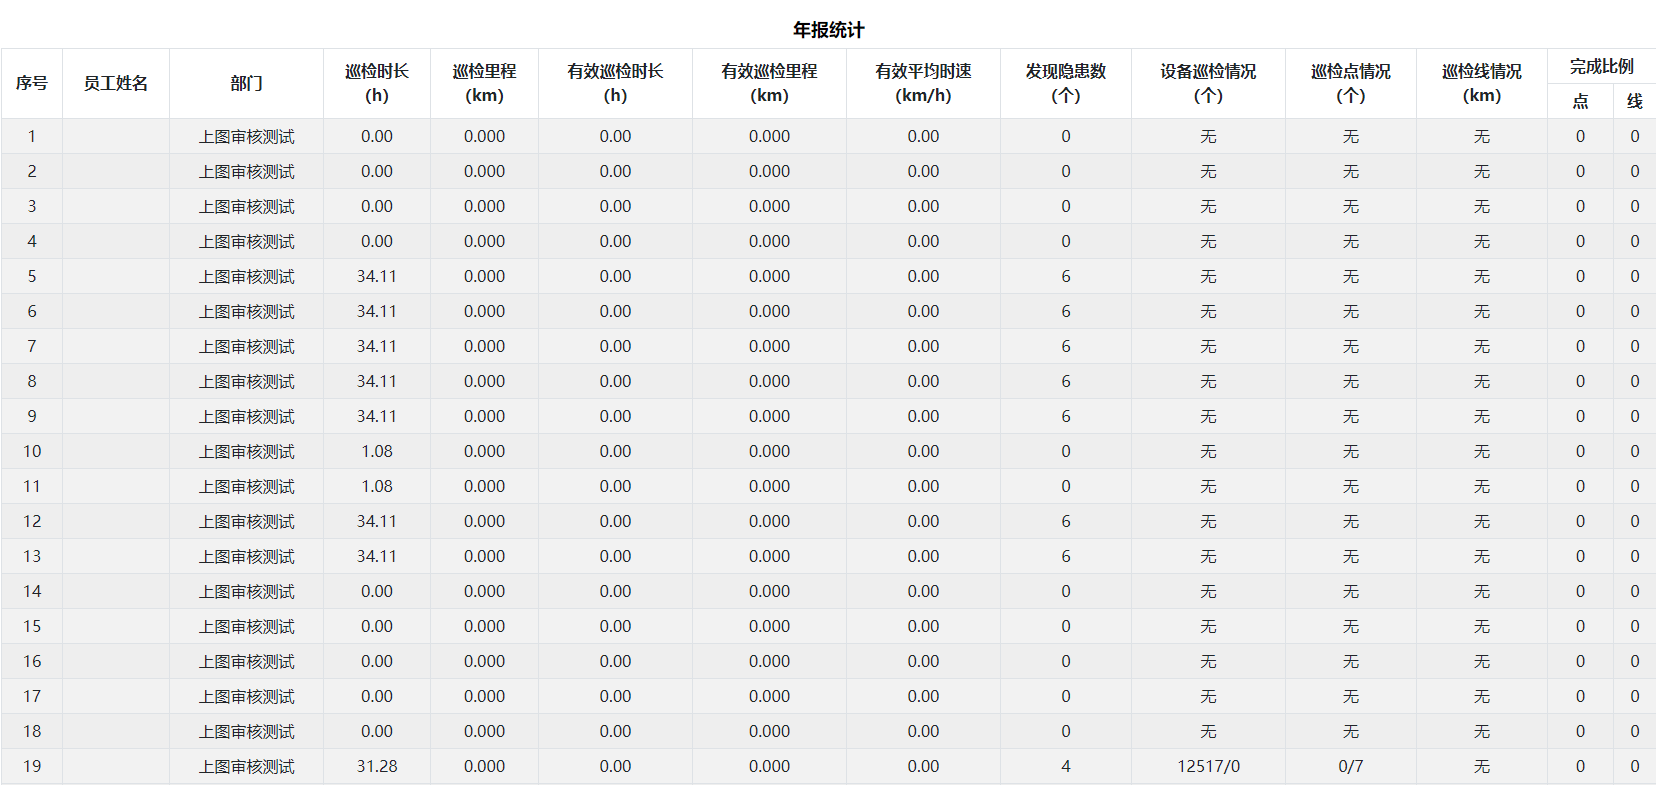 年报统计
序号 员工姓名 部门 巡检时长 (h) 巡检里程 (km) 有效巡检时长 (h) 有效巡检里程 (km) 有效平均时速 (km/h) 发现隐患数 (个) 设备巡检情况 (个) 巡检点情况 (个) 巡检线情况 (km) 完成比例
点 线
1 上图审核测试 0.00 0.000 0.00 0.000 0.00 0 无 无 无 0 0
2 上图审核测试 0.00 0.000 0.00 0.000 0.00 0 无 无 无 0 0
3 上图审核测试 0.00 0.000 0.00 0.000 0.00 0 无 无 无 0 0
4 上图审核测试 0.00 0.000 0.00 0.000 0.00 0 无 无 无 0 0
5 上图审核测试 34.11 0.000 0.00 0.000 0.00 6 无 无 无 0 0
6 上图审核测试 34.11 0.000 0.00 0.000 0.00 6 无 无 无 0 0
7 上图审核测试 34.11 0.000 0.00 0.000 0.00 6 无 无 无 0 0
8 上图审核测试 34.11 0.000 0.00 0.000 0.00 6 无 无 无 0 0
9 上图审核测试 34.11 0.000 0.00 0.000 0.00 6 无 无 无 0 0
10 上图审核测试 1.08 0.000 0.00 0.000 0.00 0 无 无 无 0 0
11 上图审核测试 1.08 0.000 0.00 0.000 0.00 0 无 无 无 0 0
12 上图审核测试 34.11 0.000 0.00 0.000 0.00 6 无 无 无 0 0
13 上图审核测试 34.11 0.000 0.00 0.000 0.00 6 无 无 无 0 0
14 上图审核测试 0.00 0.000 0.00 0.000 0.00 0 无 无 无 0 0
15 上图审核测试 0.00 0.000 0.00 0.000 0.00 0 无 无 无 0 0
16 上图审核测试 0.00 0.000 0.00 0.000 0.00 0 无 无 无 0 0
17 上图审核测试 0.00 0.000 0.00 0.000 0.00 0 无 无 无 0 0
18 上图审核测试 0.00 0.000 0.00 0.000 0.00 0 无 无 无 0 0
19 上图审核测试 31.28 0.000 0.00 0.000 0.00 4 12517/0 0/7 无 0 0